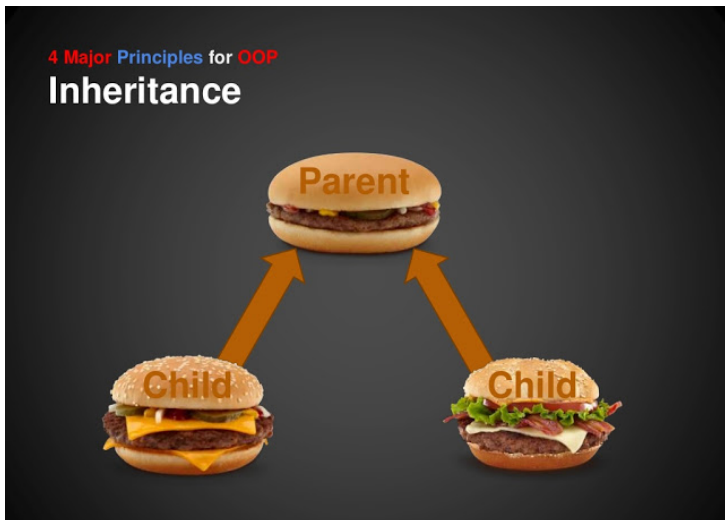 4 Major Principles for OOP
Inheritance
Parent
Child
Child